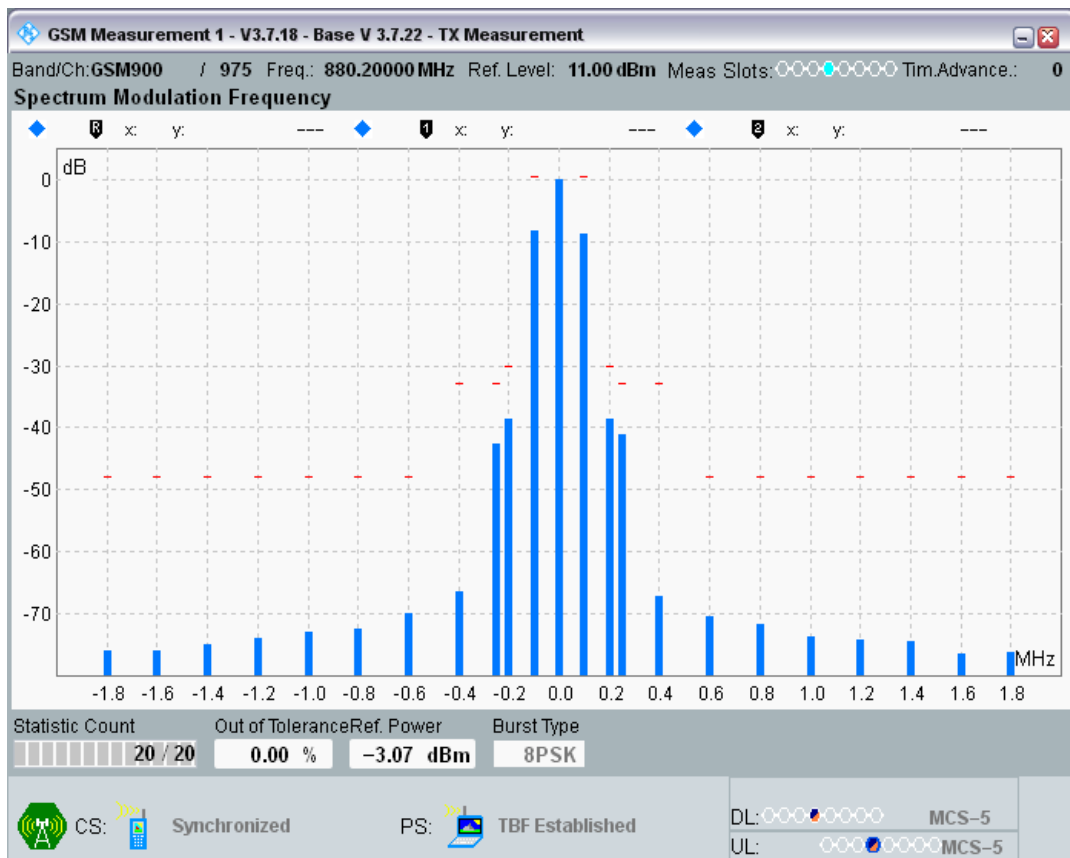 GSM Measurement 1 - V3.7.18 - Base V 3.7.22 - TX Measurement
Band/Ch:GSM900 / 975 Freq.: 880.20000 MHz Ref. Level: 11.00 dBm Meas Slots: Tim.Advance.: 0
Spectrum Modulation Frequency
R x: y: --- 1 x: y: --- 2 x: y: ---
dB
0
-10
-20
-30
-40
-50
-60
-70
MHz
-1.8 -1.6 -1.4 -1.2 -1.0 -0.8 -0.6 -0.4 -0.2 0.0 0.2 0.4 0.6 0.8 1.0 1.2 1.4 1.6 1.8
Statistic Count Out of Tolerance Ref. Power Burst Type
20 / 20 0.00 % -3.07 dBm 8PSK
CS: Synchronized PS: TBF Established
DL: MCS-5
UL: MCS-5